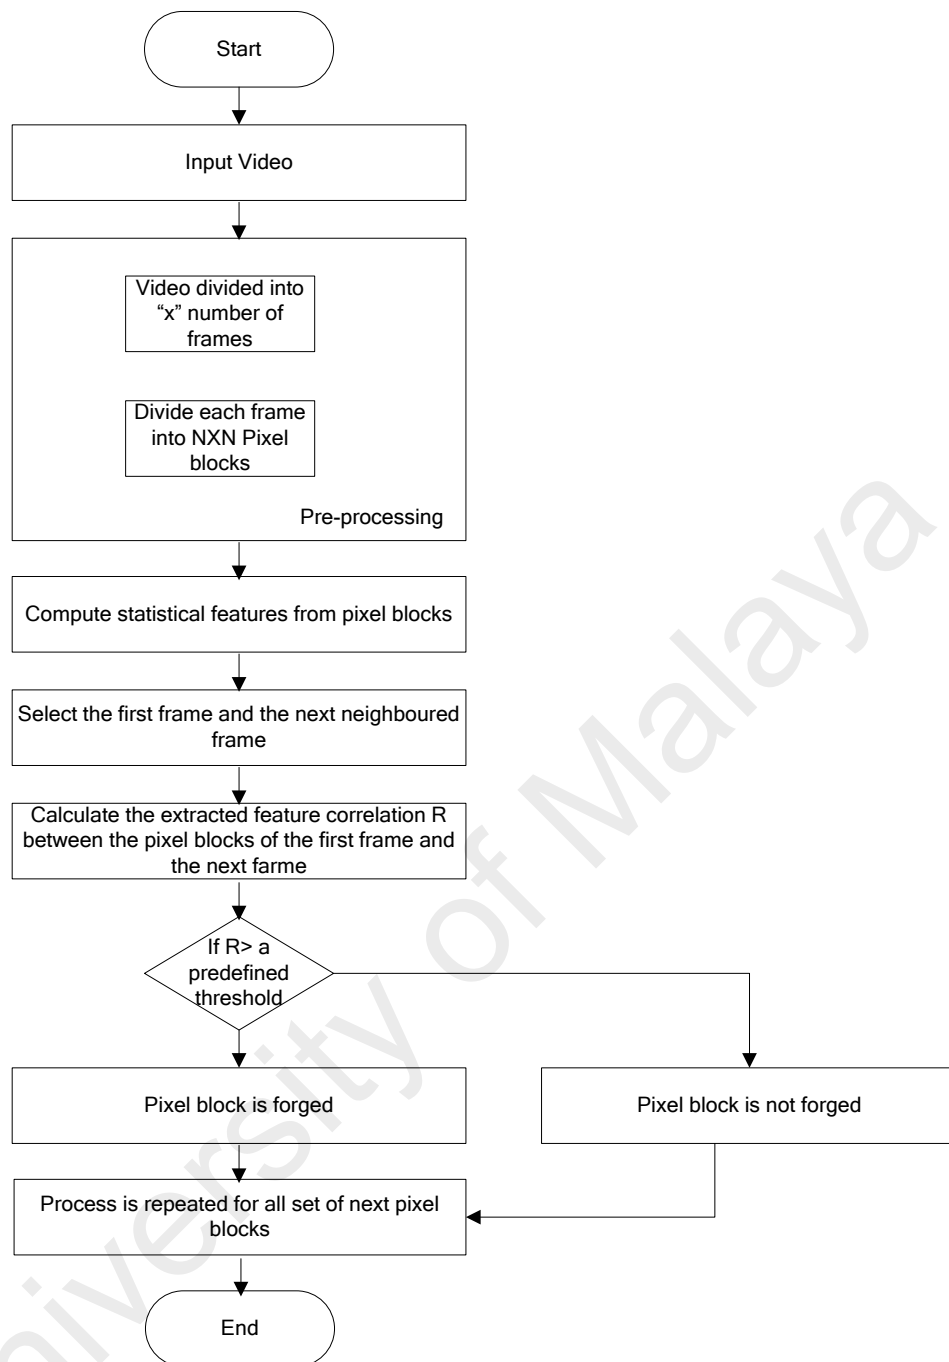 Start
Input Video
Video divided into
“x” number of
frames
Divide each frame
into NXN Pixel
blocks
Pre-processing
Compute statistical features from pixel blocks
Select the first frame and the next neighboured
frame
Calculate the extracted feature correlation R
between the pixel blocks of the first frame and
the next farme
If R> a
predefined
threshold
Pixel block is forged
Pixel block is not forged
Process is repeated for all set of next pixel
blocks
End
University of Malaya